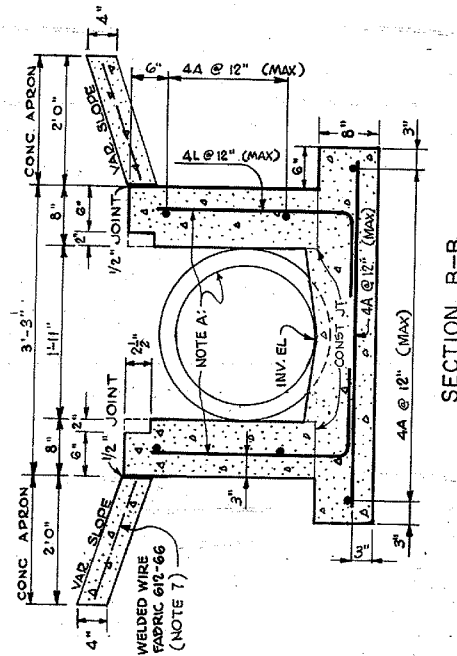 CONC APRON
3'-3"
CONC. APRON
2'0"
8"
1'-11"
8"
2'0"
6"
2"
2"
6"
4"
VAR. SLOPE
1/2" JOINT
2 1/2"
1/2" JOINT
VAR. SLOPE
4"
WELDED WIRE
FABRIC 612-66
(NOTE 7)
6"
4A @ 12" (MAX)
NOTE A:
4L @ 12" (MAX)
3"
INV. EL
CONST JT
6"
8"
4A @ 12" (MAX)
3"
3"
4A @ 12" (MAX)
3"
SECTION B-B